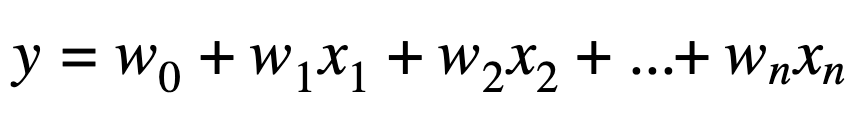 y = w₀ + w₁x₁ + w₂x₂ + ...+ wₙxₙ